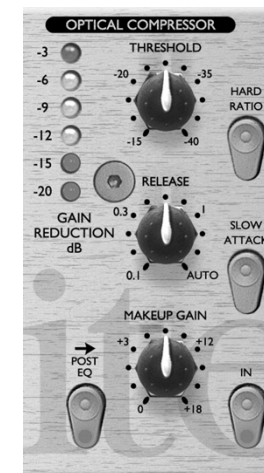 OPTICAL COMPRESSOR
-3
-6
-9
-12
-15
-20
GAIN
REDUCTION
dB
THRESHOLD
-20
-35
-15
-40
HARD
RATIO
RELEASE
0.3
1
0.1
AUTO
SLOW
ATTACK
MAKEUP GAIN
+3
+12
0
+18
POST
EQ
IN
ite